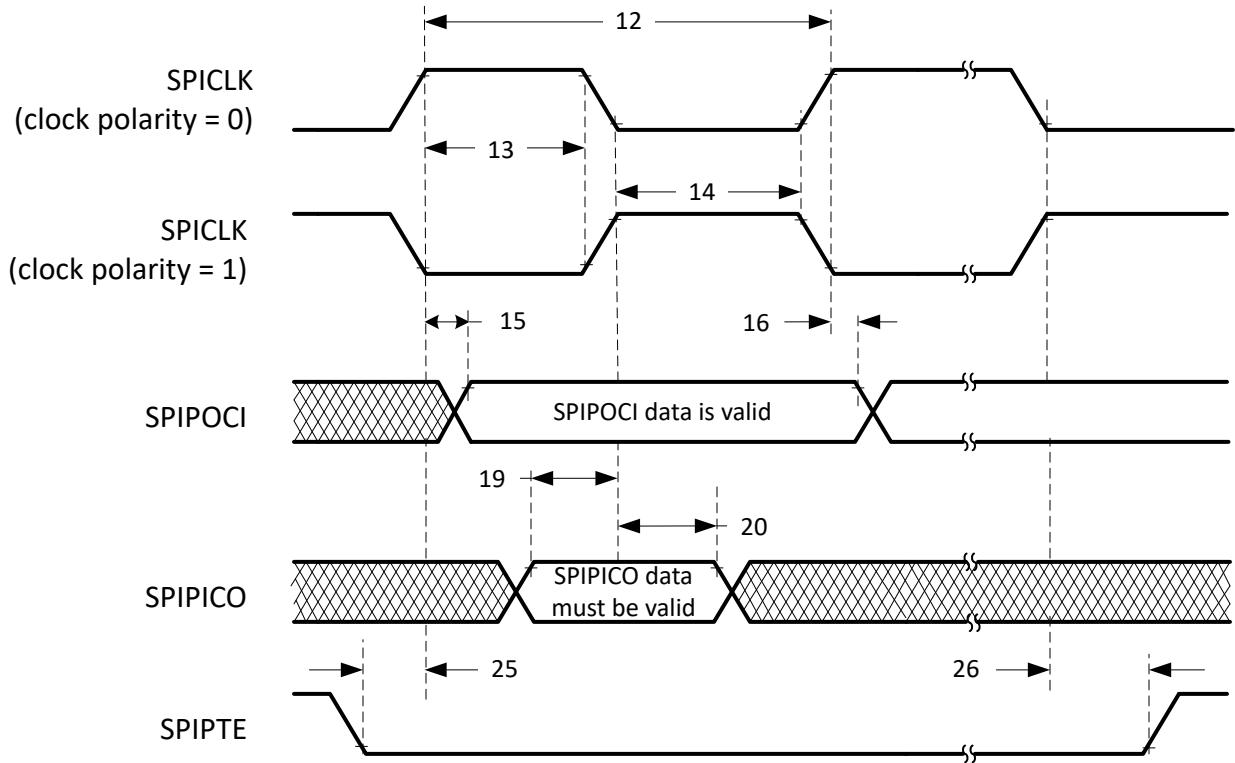 12
SPICLK
(clock polarity = 0)
13
14
SPICLK
(clock polarity = 1)
15
16
SPIPOCI
SPIPOCI data is valid
19
20
SPIPICO
SPIPICO data
must be valid
25
26
SPIPTE